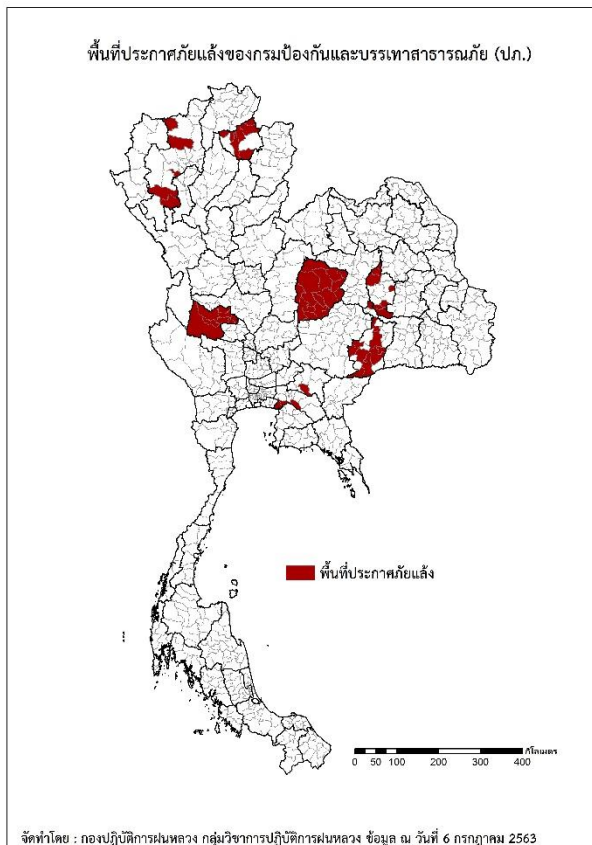 พื้นที่ประกาศภัยแล้งของกรมป้องกันและบรรเทาสาธารณภัย (ปภ.)
พื้นที่ประกาศภัยแล้ง
กิโลเมตร
0 50 100 200 300 400
จัดทำโดย : กองปฏิบัติการฝนหลวง กลุ่มวิชาการปฏิบัติการฝนหลวง ข้อมูล ณ วันที่ 6 กรกฎาคม 2563